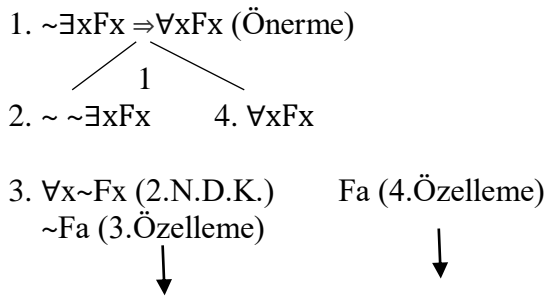 1. ~∃xFx ⇒∀xFx (Önerme)
1
2. ~ ~∃xFx 4. ∀xFx
3. ∀x~Fx (2.N.D.K.) Fa (4.Özelleme)
~Fa (3.Özelleme)